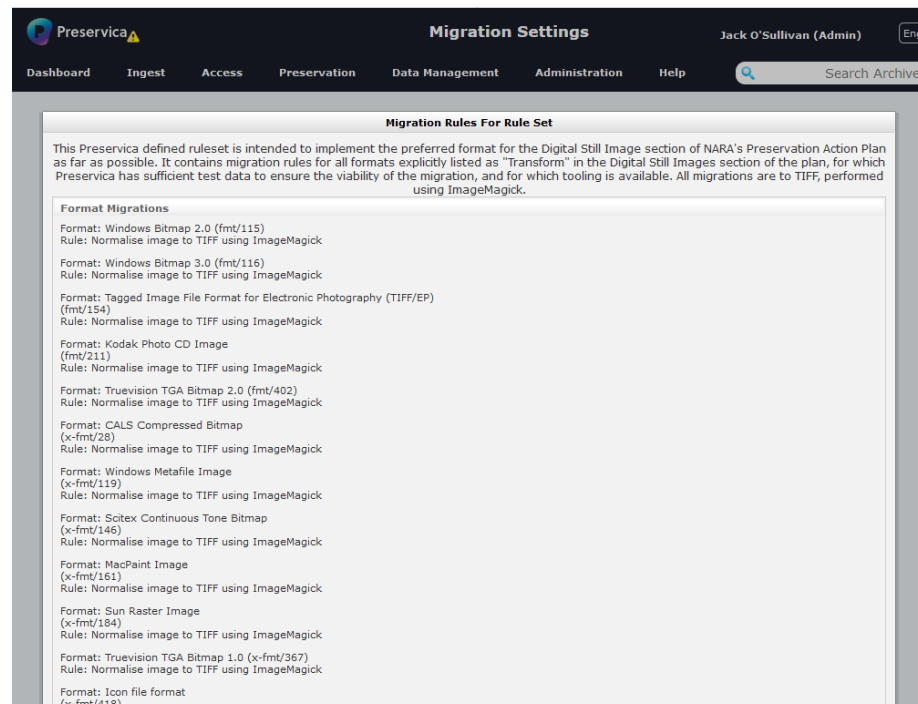 Preservica
Migration Settings
Jack O'Sullivan (Admin)
Eng
Dashboard Ingest Access Preservation Data Management Administration Help Search Archive
Migration Rules For Rule Set
This Preservica defined ruleset is intended to implement the preferred format for the Digital Still Image section of NARA's Preservation Action Plan
as far as possible. It contains migration rules for all formats explicitly listed as "Transform" in the Digital Still Images section of the plan, for which
Preservica has sufficient test data to ensure the viability of the migration, and for which tooling is available. All migrations are to TIFF, performed
using ImageMagick.
Format Migrations
Format: Windows Bitmap 2.0 (fmt/115)
Rule: Normalise image to TIFF using ImageMagick
Format: Windows Bitmap 3.0 (fmt/116)
Rule: Normalise image to TIFF using ImageMagick
Format: Tagged Image File Format for Electronic Photography (TIFF/EP)
(fmt/154)
Rule: Normalise image to TIFF using ImageMagick
Format: Kodak Photo CD Image
(fmt/211)
Rule: Normalise image to TIFF using ImageMagick
Format: Truevision TGA Bitmap 2.0 (fmt/402)
Rule: Normalise image to TIFF using ImageMagick
Format: CALS Compressed Bitmap
(x-fmt/28)
Rule: Normalise image to TIFF using ImageMagick
Format: Windows Metafile Image
(x-fmt/119)
Rule: Normalise image to TIFF using ImageMagick
Format: Scitex Continuous Tone Bitmap
(x-fmt/146)
Rule: Normalise image to TIFF using ImageMagick
Format: MacPaint Image
(x-fmt/161)
Rule: Normalise image to TIFF using ImageMagick
Format: Sun Raster Image
(x-fmt/184)
Rule: Normalise image to TIFF using ImageMagick
Format: Truevision TGA Bitmap 1.0 (x-fmt/367)
Rule: Normalise image to TIFF using ImageMagick
Format: Icon file format
(x-fmt/418)